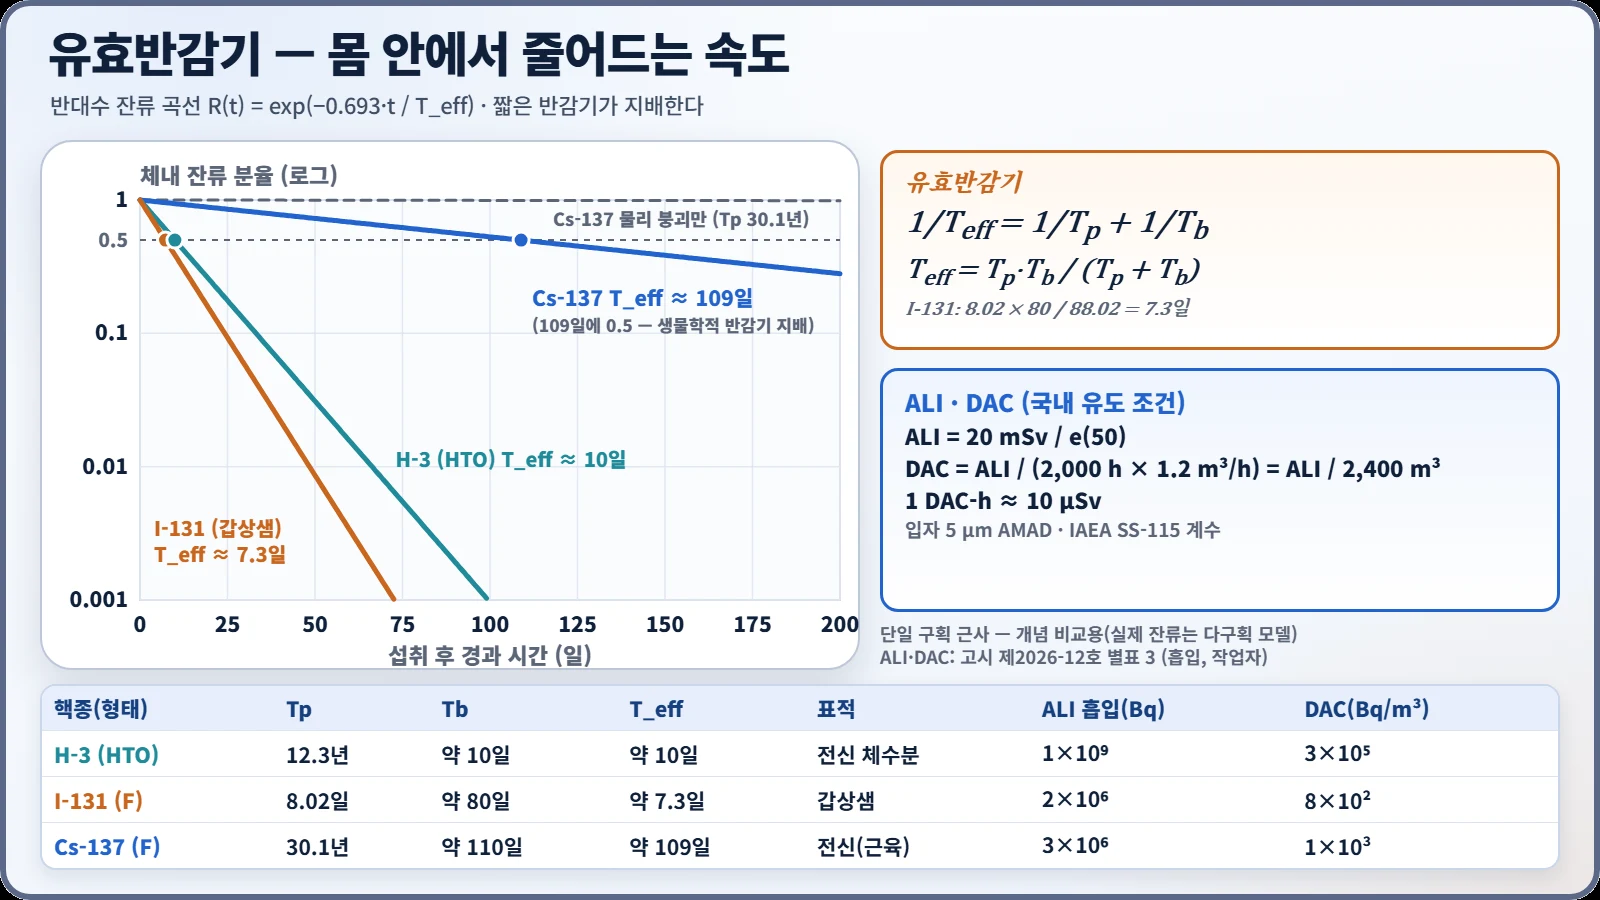 유효반감기 — 몸 안에서 줄어드는 속도
반대수 잔류 곡선 R(t) = exp(−0.693·t / T_eff) · 짧은 반감기가 지배한다
체내 잔류 분율 (로그)
1
0.5
0.1
0.01
0.001
Cs-137 물리 붕괴만 (Tp 30.1년)
Cs-137 T_eff ≈ 109일
(109일에 0.5 — 생물학적 반감기 지배)
H-3 (HTO) T_eff ≈ 10일
I-131 (갑상샘)
T_eff ≈ 7.3일
0 25 50 75 100 125 150 175 200
섭취 후 경과 시간 (일)
유효반감기
1/T_eff = 1/T_p + 1/T_b
T_eff = T_p·T_b / (T_p + T_b)
I-131: 8.02 × 80 / 88.02 = 7.3일
ALI · DAC (국내 유도 조건)
ALI = 20 mSv / e(50)
DAC = ALI / (2,000 h × 1.2 m³/h) = ALI / 2,400 m³
1 DAC-h ≈ 10 μSv
입자 5 μm AMAD · IAEA SS-115 계수
단일 구획 근사 — 개념 비교용(실제 잔류는 다구획 모델)
ALI·DAC: 고시 제2026-12호 별표 3 (흡입, 작업자)
핵종(형태) Tp Tb T_eff 표적 ALI 흡입(Bq) DAC(Bq/m³)
H-3 (HTO) 12.3년 약 10일 약 10일 전신 체수분 1×10⁹ 3×10⁵
I-131 (F) 8.02일 약 80일 약 7.3일 갑상샘 2×10⁶ 8×10²
Cs-137 (F) 30.1년 약 110일 약 109일 전신(근육) 3×10⁶ 1×10³